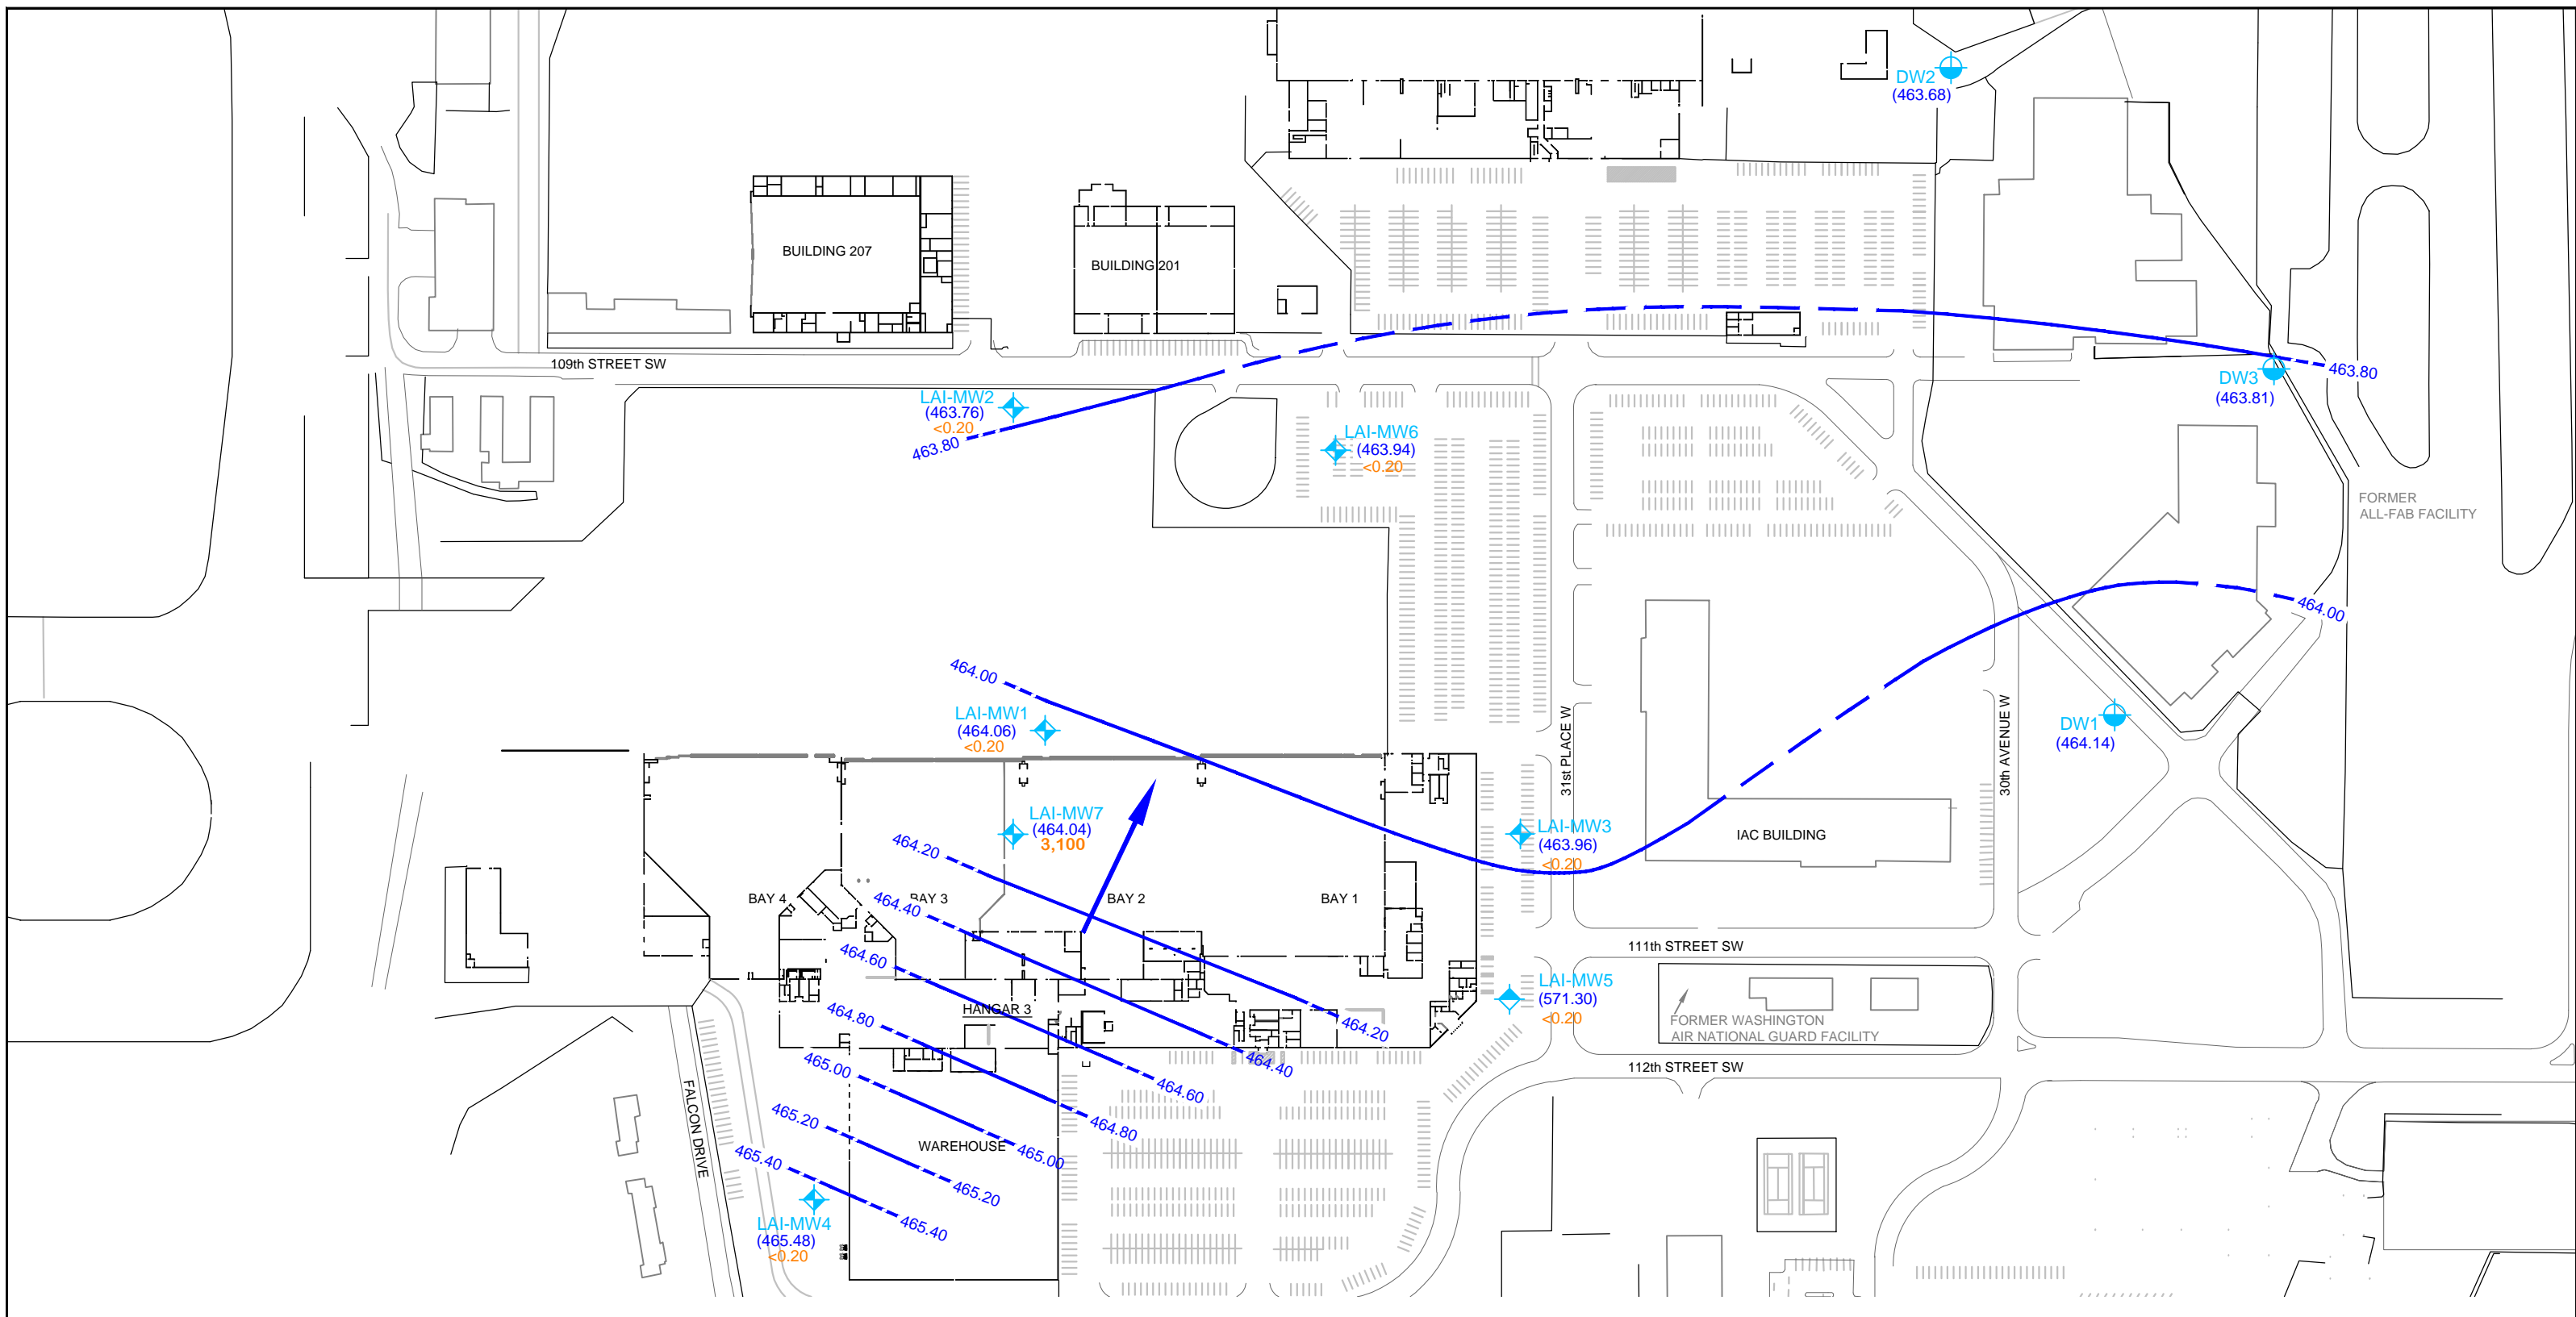 DW2
(463.68)
BUILDING 207
BUILDING 201
109th STREET SW
LAI-MW2
(463.76)
<0.20
463.80
463.80
DW3
(463.81)
LAI-MW6
(463.94)
<0.20
FORMER
ALL-FAB FACILITY
464.00
464.00
LAI-MW1
(464.06)
<0.20
31st PLACE W
30th AVENUE W
DW1
(464.14)
LAI-MW7
(464.04)
3,100
LAI-MW3
(463.96)
<0.20
IAC BUILDING
464.20
BAY 4
BAY 3
BAY 2
BAY 1
464.40
111th STREET SW
464.60
LAI-MW5
(571.30)
<0.20
HANGAR 3
464.80
464.20
FORMER WASHINGTON
AIR NATIONAL GUARD FACILITY
465.00
464.40
112th STREET SW
464.60
FALCON DRIVE
465.20
464.80
WAREHOUSE
465.00
465.40
465.20
LAI-MW4
(465.48)
<0.20
465.40